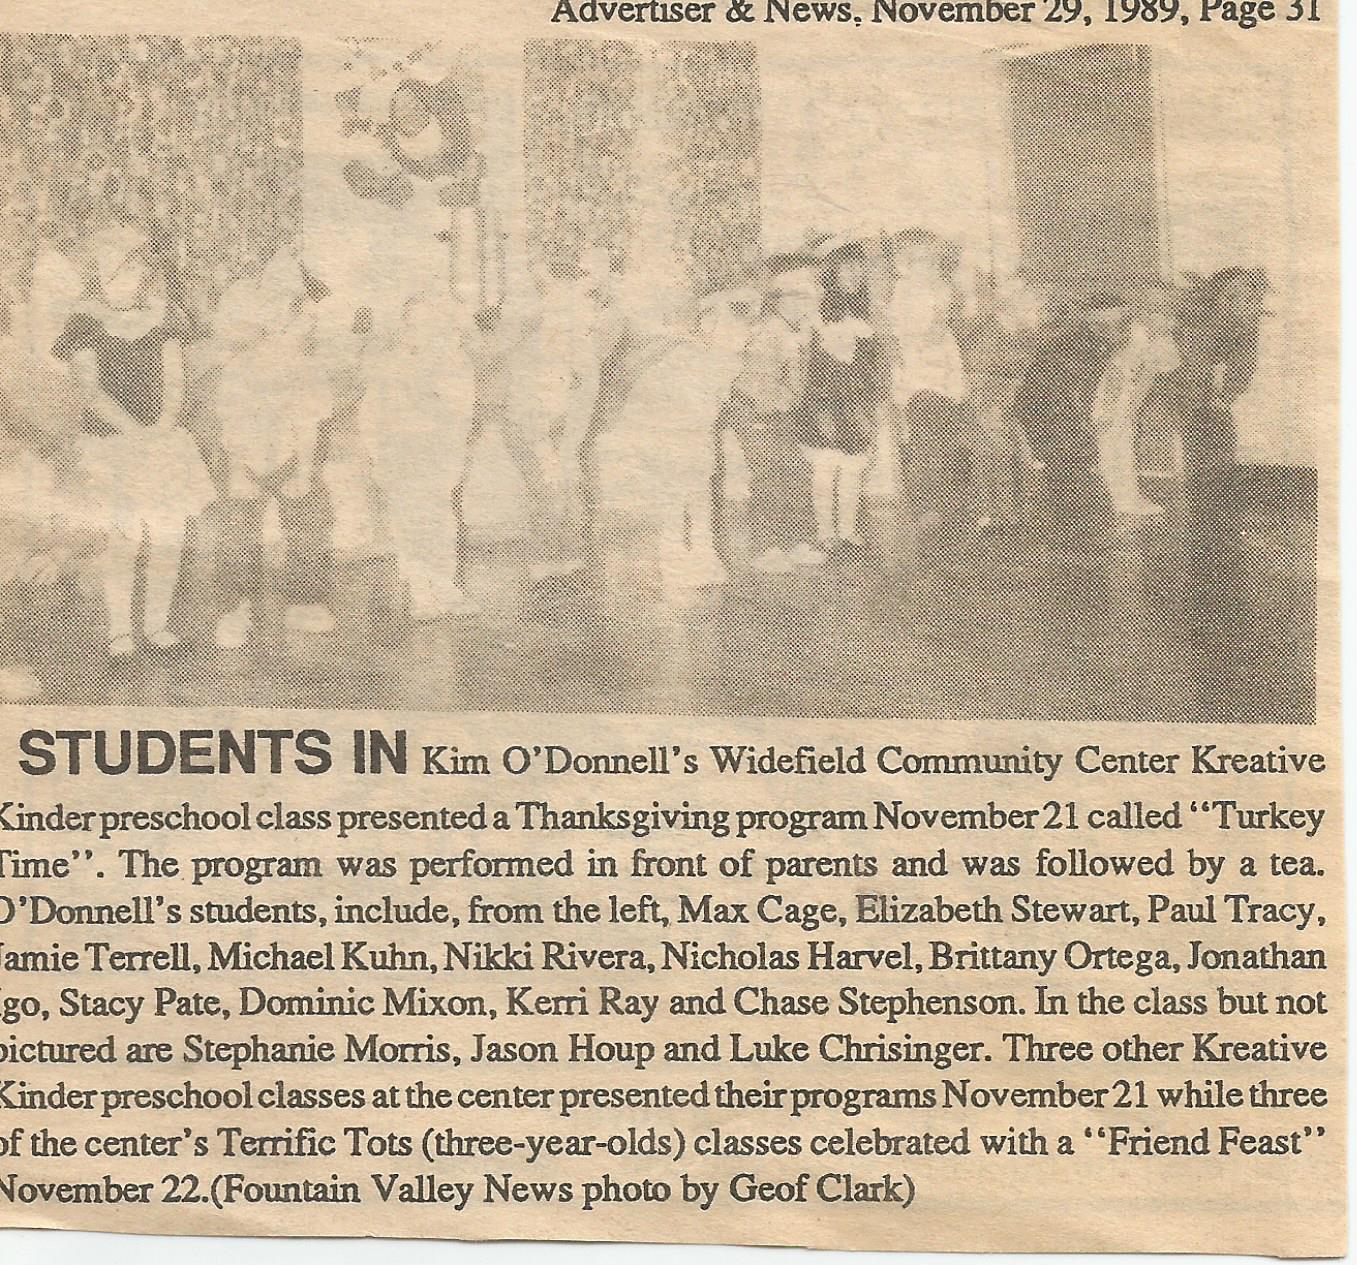 Advertiser & News, November 29, 1989, Page 31
STUDENTS IN Kim O'Donnell's Widefield Community Center Kreative
Kinder preschool class presented a Thanksgiving program November 21 called ‘‘Turkey
Time’’. The program was performed in front of parents and was followed by a tea.
O'Donnell's students, include, from the left, Max Cage, Elizabeth Stewart, Paul Tracy,
Jamie Terrell, Michael Kuhn, Nikki Rivera, Nicholas Harvel, Brittany Ortega, Jonathan
go, Stacy Pate, Dominic Mixon, Kerri Ray and Chase Stephenson. In the class but not
pictured are Stephanie Morris, Jason Houp and Luke Chrisinger. Three other Kreative
Kinder preschool classes at the center presented their programs November 21 while three
of the center's Terrific Tots (three-year-olds) classes celebrated with a ‘‘Friend Feast’’
November 22.(Fountain Valley News photo by Geof Clark)